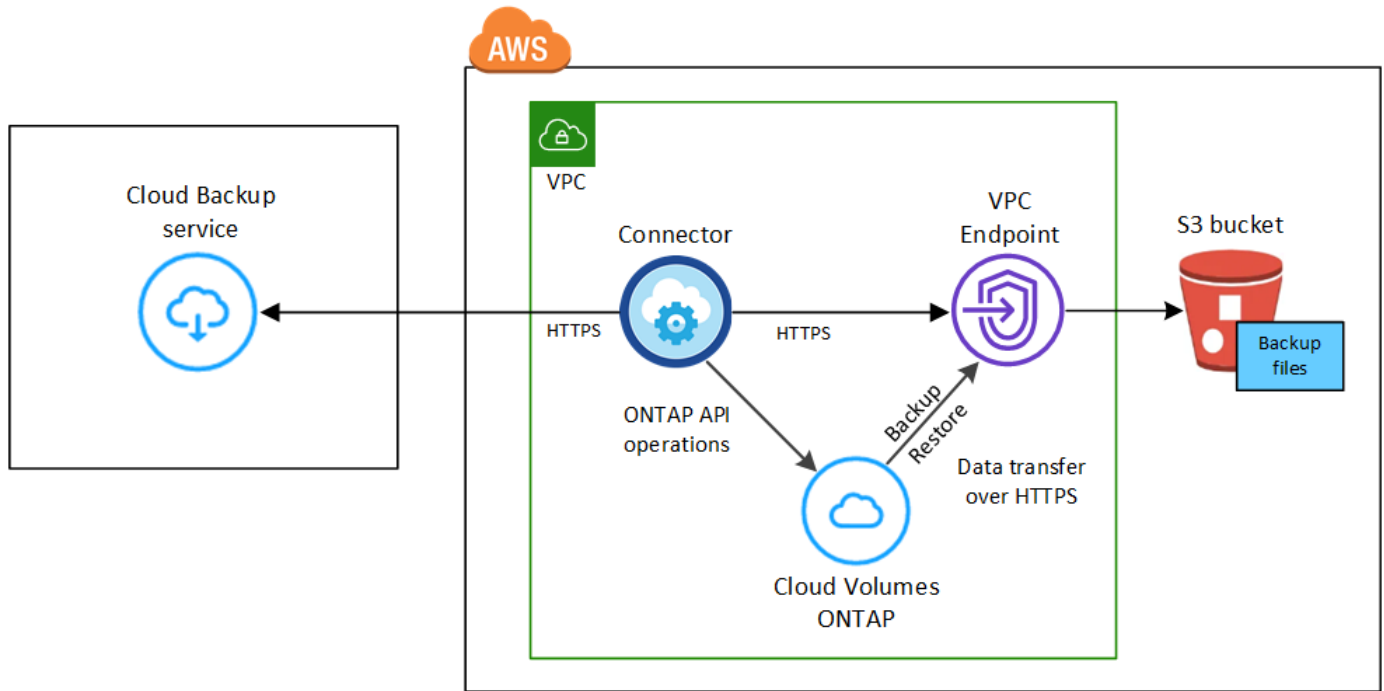 AWS
Cloud Backup
service
VPC
Connector
VPC
Endpoint
S3 bucket
HTTPS
HTTPS
Backup
files
ONTAP API
operations
Backup
Restore
Data transfer
over HTTPS
Cloud Volumes
ONTAP